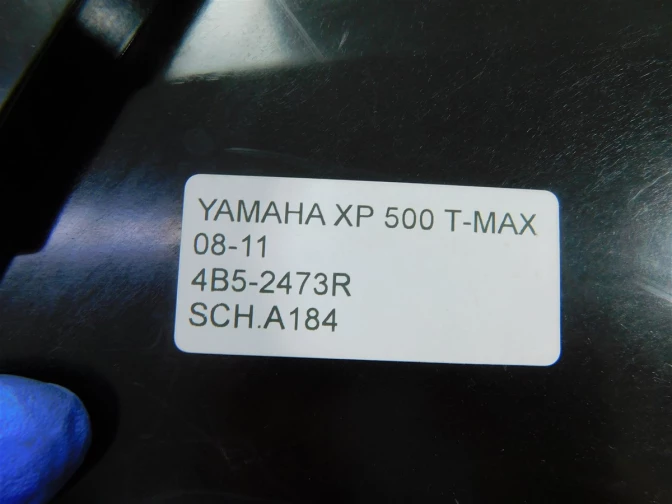 YAMAHA XP 500 T-MAX
08-11
4B5-2473R
SCH.A184